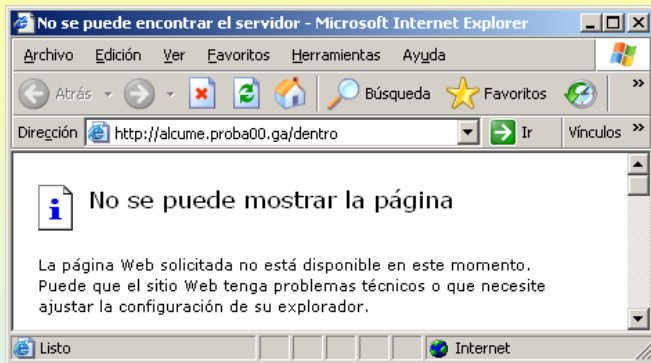 No se puede encontrar el servidor - Microsoft Internet Explorer
Archivo Edición Ver Favoritos Herramientas Ayuda
Atrás Búsqueda Favoritos »
Dirección http://alcume.proba00.ga/dentro Ir Vínculos »
No se puede mostrar la página
La página Web solicitada no está disponible en este momento.
Puede que el sitio Web tenga problemas técnicos o que necesite
ajustar la configuración de su explorador.
Listo Internet